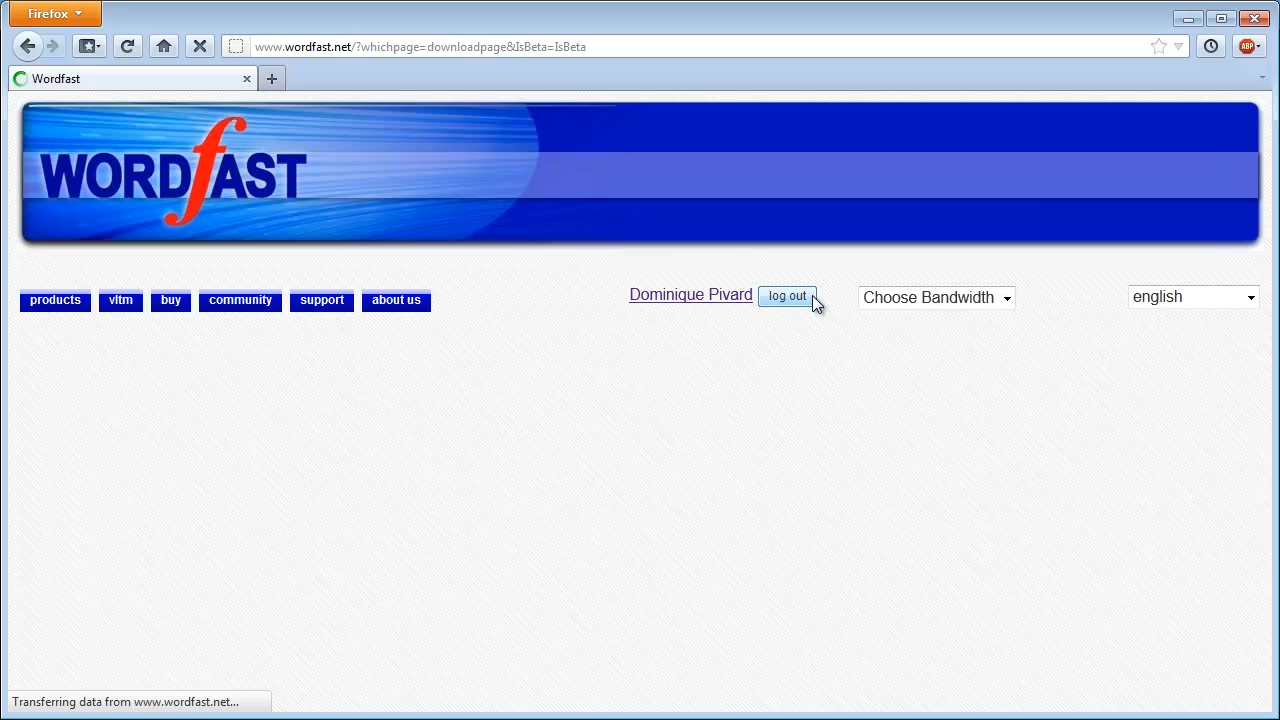 Firefox
www.wordfast.net/?whichpage=downloadpage&IsBeta=IsBeta
ABP
Wordfast
WORDfAST
products vltm buy community support about us Dominique Pivard log out Choose Bandwidth english
Transferring data from www.wordfast.net...